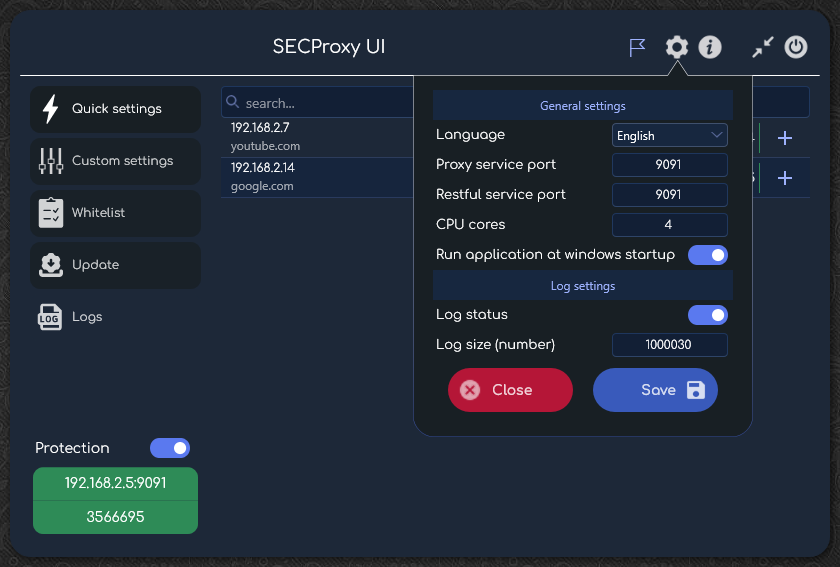 SECProxy UI
Quick settings
Custom settings
Whitelist
Update
LOG
Logs
search...
192.168.2.7
youtube.com
192.168.2.14
google.com
General settings
Language
English
Proxy service port
9091
Restful service port
9091
CPU cores
4
Run application at windows startup
Log settings
Log status
Log size (number)
1000030
Close
Save
Protection
192.168.2.5:9091
3566695